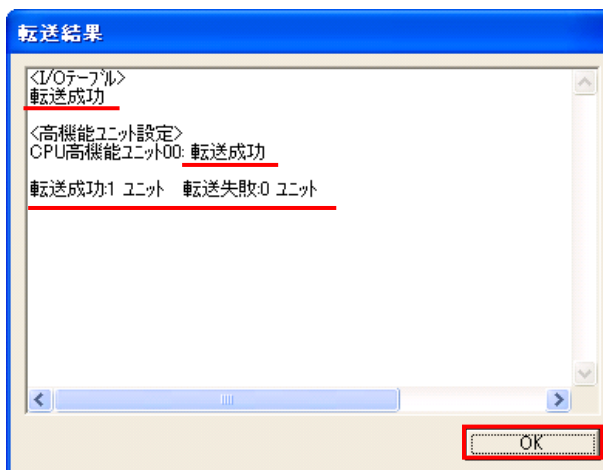 転送結果
<I/Oテーブル>
転送成功
<高機能ユニット設定>
CPU高機能ユニット00: 転送成功
転送成功:1 ユニット 転送失敗:0 ユニット
OK